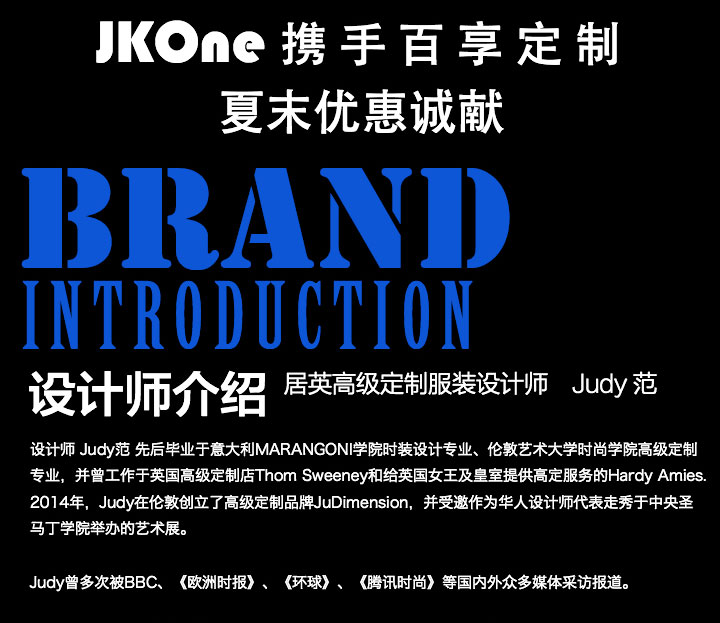 JKOne 携手百享定制
夏末优惠诚献
BRAND
INTRODUCTION
设计师介绍 居英高级定制服装设计师 Judy 范
设计师 Judy范 先后毕业于意大利MARANGONI学院时装设计专业、伦敦艺术大学时尚学院高级定制
专业，并曾工作于英国高级定制店Thom Sweeney和给英国女王及皇室提供高定服务的Hardy Amies.
2014年，Judy在伦敦创立了高级定制品牌JuDimension，并受邀作为华人设计师代表走秀于中央圣
马丁学院举办的艺术展。
Judy曾多次被BBC、《欧洲时报》、《环球》、《腾讯时尚》等国内外众多媒体采访报道。